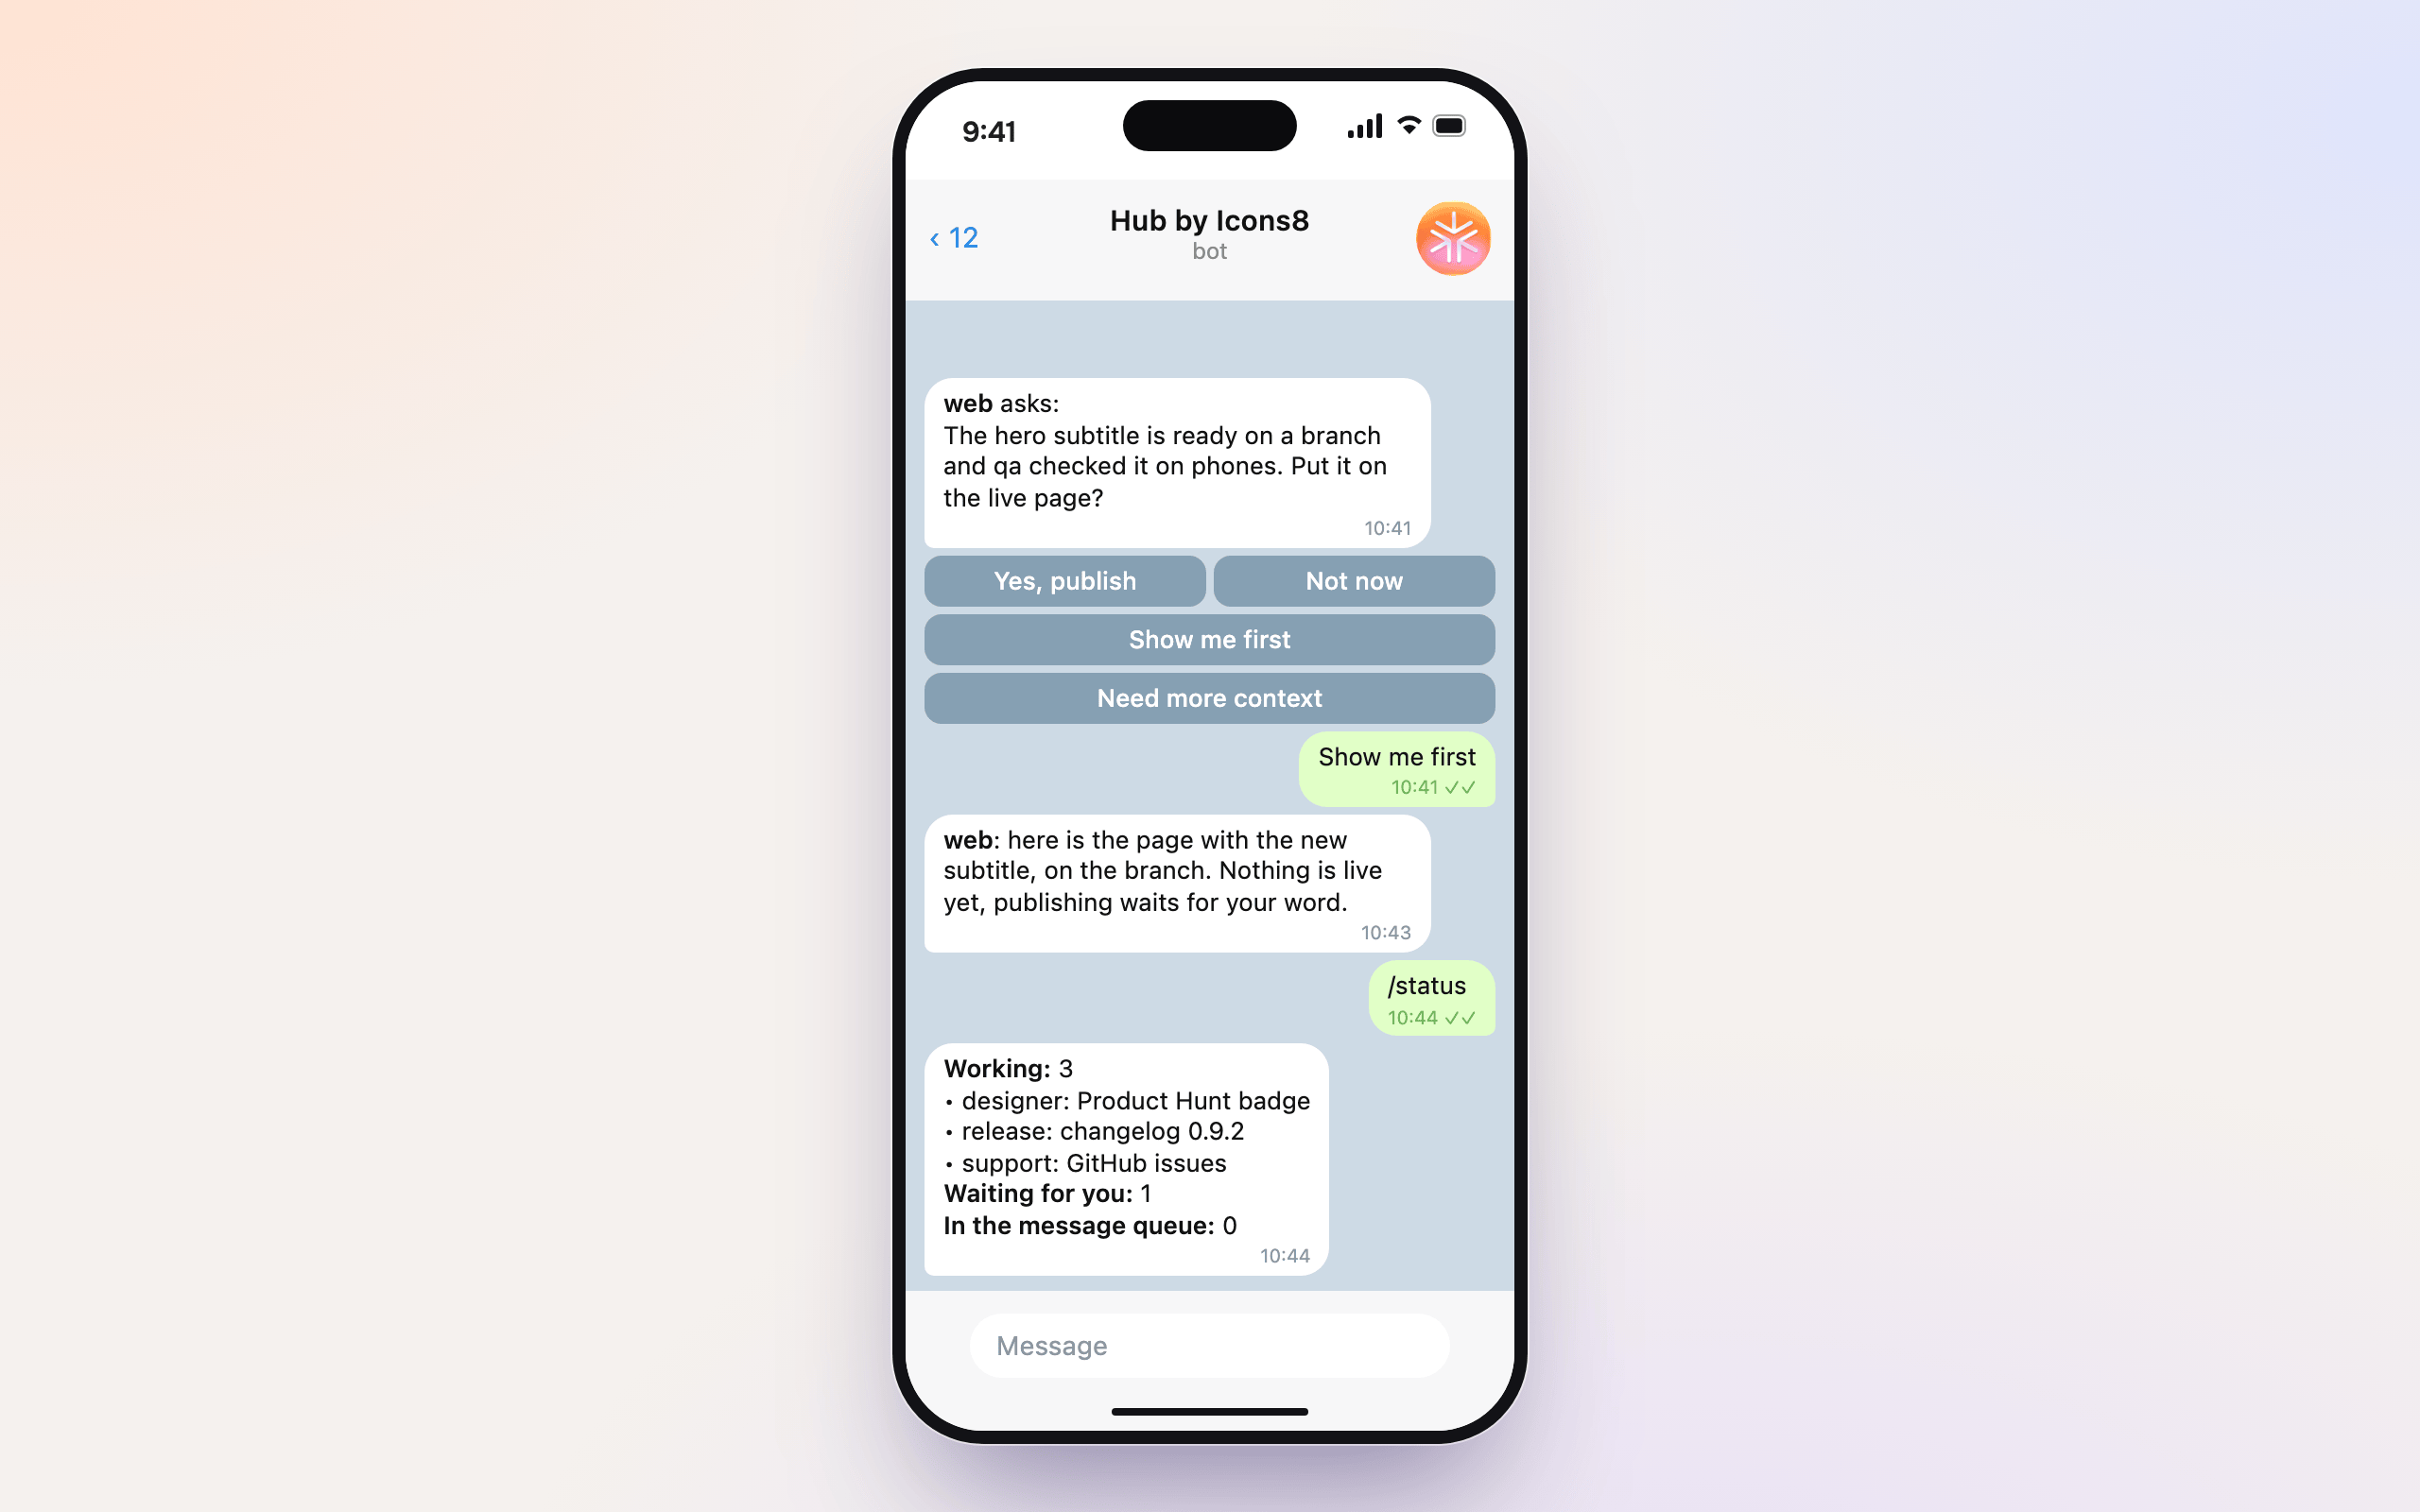 9:41
‹ 12
Hub by Icons8
bot
web asks:
The hero subtitle is ready on a branch
and qa checked it on phones. Put it on
the live page?
10:41
Yes, publish
Not now
Show me first
Need more context
Show me first
10:41 ✓✓
web: here is the page with the new
subtitle, on the branch. Nothing is live
yet, publishing waits for your word.
10:43
/status
10:44 ✓✓
Working: 3
• designer: Product Hunt badge
• release: changelog 0.9.2
• support: GitHub issues
Waiting for you: 1
In the message queue: 0
10:44
Message